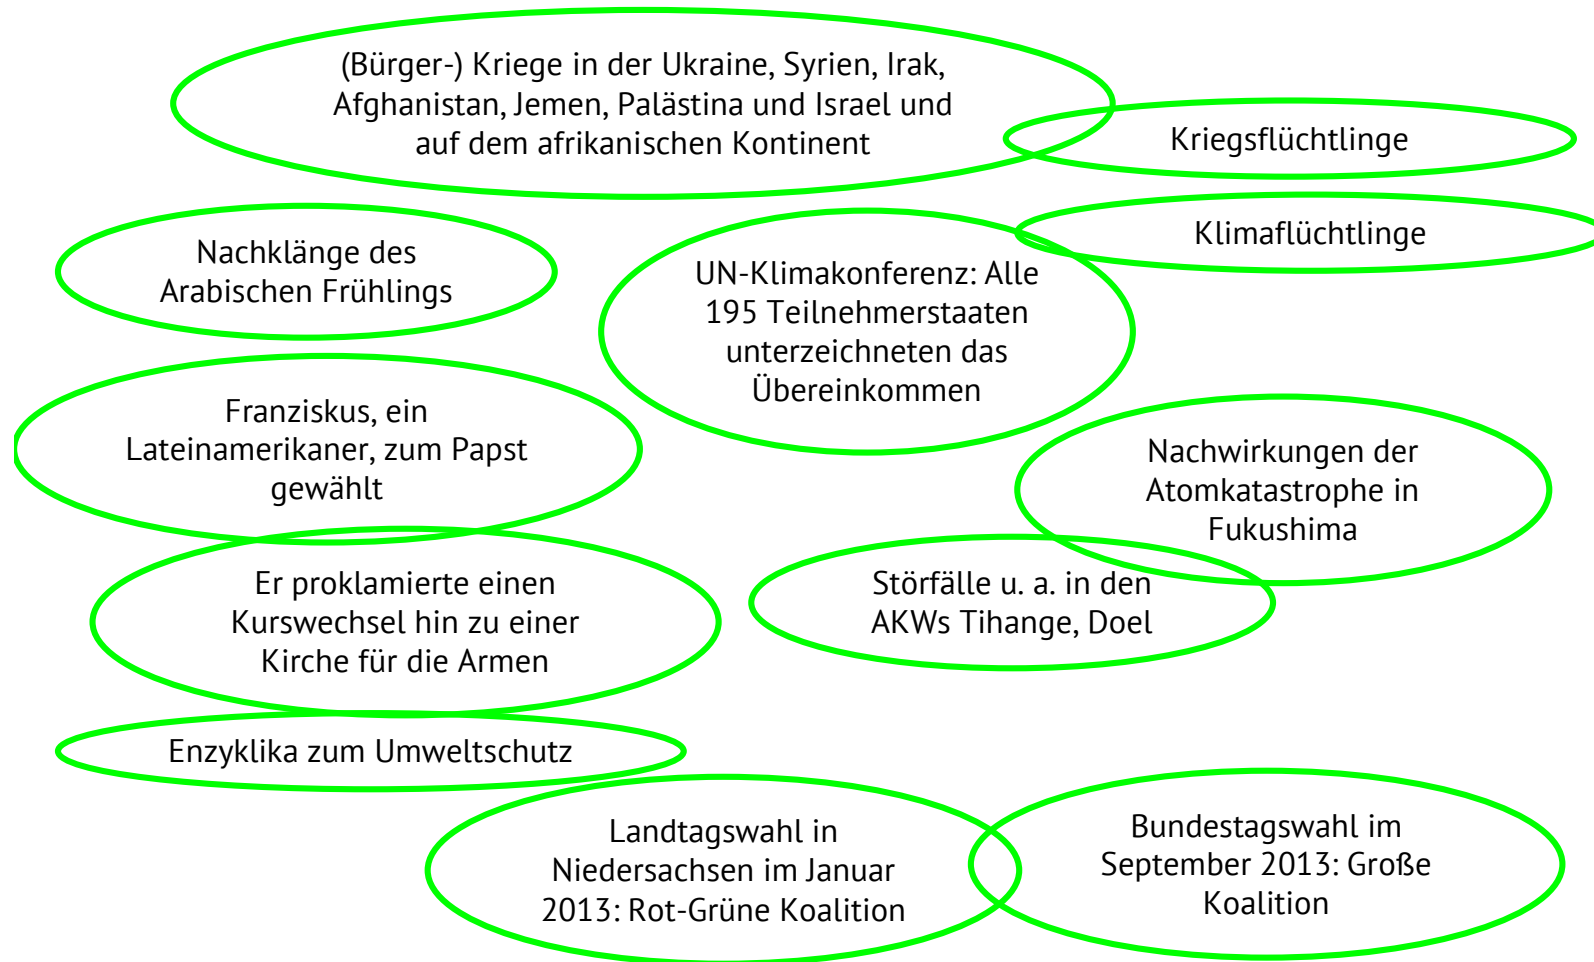 (Bürger-) Kriege in der Ukraine, Syrien, Irak,
Afghanistan, Jemen, Palästina und Israel und
auf dem afrikanischen Kontinent
Kriegsflüchtlinge
Klimaflüchtlinge
Nachklänge des
Arabischen Frühlings
UN-Klimakonferenz: Alle
195 Teilnehmerstaaten
unterzeichneten das
Übereinkommen
Franziskus, ein
Lateinamerikaner, zum Papst
gewählt
Nachwirkungen der
Atomkatastrophe in
Fukushima
Er proklamierte einen
Kurswechsel hin zu einer
Kirche für die Armen
Störfälle u. a. in den
AKWs Tihange, Doel
Enzyklika zum Umweltschutz
Landtagswahl in
Niedersachsen im Januar
2013: Rot-Grüne Koalition
Bundestagswahl im
September 2013: Große
Koalition